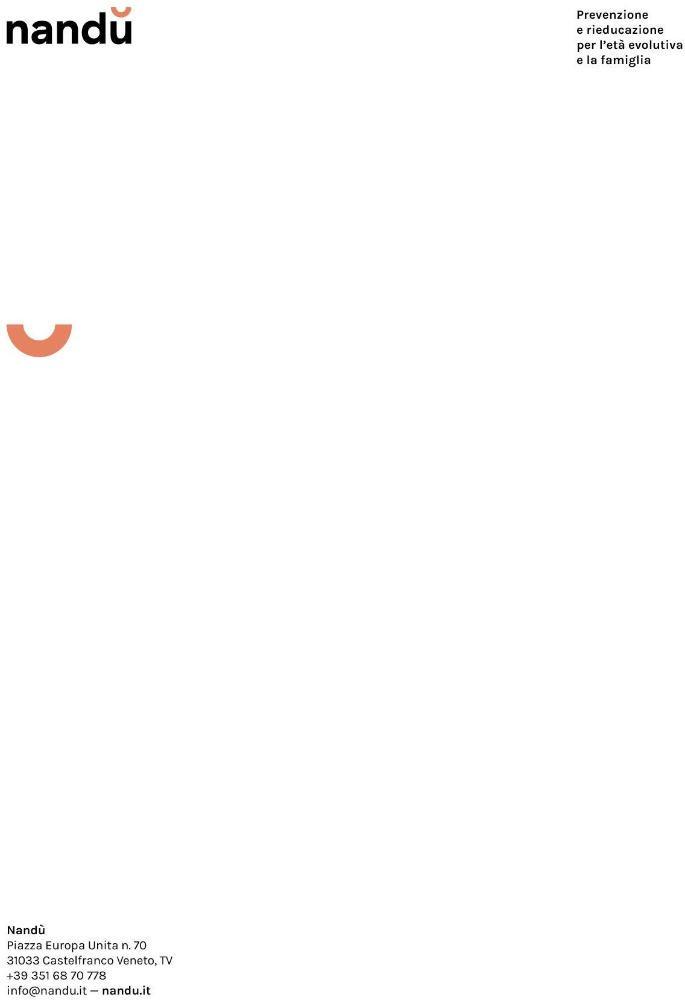 nandŭ
Prevenzione
e rieducazione
per l’età evolutiva
e la famiglia
Nandù
Piazza Europa Unita n. 70
31033 Castelfranco Veneto, TV
+39 351 68 70 778
info@nandu.it — nandu.it